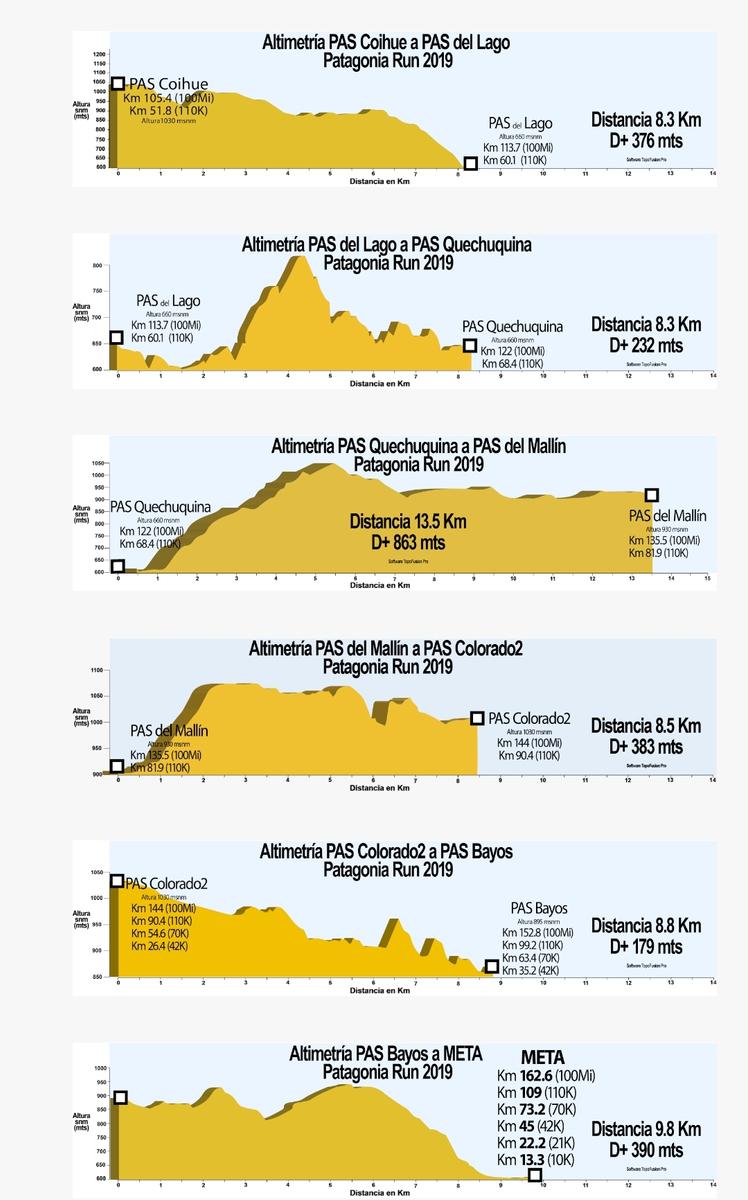 Altimetría PAS Coihue a PAS del Lago
Patagonia Run 2019
1200
1100
1050
1000
950
900
850
800
750
700
650
600
Altura
snm
(mts)
PAS Coihue
Km 105.4 (100Mi)
Km 51.8 (110K)
Altura1030 msnm
PAS del Lago
Altura 660 msnm
Km 113.7 (100Mi)
Km 60.1 (110K)
Distancia 8.3 Km
D+ 376 mts
Software TopoFusion Pro
0 1 2 3 4 5 6 7 8 9 10 11 12 13 14
Distancia en Km
Altimetría PAS del Lago a PAS Quechuquina
Patagonia Run 2019
800
750
700
650
600
Altura
snm
(mts)
PAS del Lago
Altura 660 msnm
Km 113.7 (100Mi)
Km 60.1 (110K)
PAS Quechuquina
Altura 660 msnm
Km 122 (100Mi)
Km 68.4 (110K)
Distancia 8.3 Km
D+ 232 mts
Software TopoFusion Pro
0 1 2 3 4 5 6 7 8 9 10 11 12 13 14
Distancia en Km
Altimetría PAS Quechuquina a PAS del Mallín
Patagonia Run 2019
1050
1000
950
900
850
800
750
700
650
600
Altura
snm
(mts)
PAS Quechuquina
Altura 660 msnm
Km 122 (100Mi)
Km 68.4 (110K)
Distancia 13.5 Km
D+ 863 mts
Software TopoFusion Pro
PAS del Mallín
Altura 930 msnm
Km 135.5 (100Mi)
Km 81.9 (110K)
0 1 2 3 4 5 6 7 8 9 10 11 12 13 14 15
Distancia en Km
Altimetría PAS del Mallín a PAS Colorado2
Patagonia Run 2019
1100
1050
1000
950
900
Altura
snm
(mts)
PAS del Mallín
Altura 930 msnm
Km 135.5 (100Mi)
Km 81.9 (110K)
PAS Colorado2
Altura 1030 msnm
Km 144 (100Mi)
Km 90.4 (110K)
Distancia 8.5 Km
D+ 383 mts
Software TopoFusion Pro
0 1 2 3 4 5 6 7 8 9 10 11 12 13 14
Distancia en Km
Altimetría PAS Colorado2 a PAS Bayos
Patagonia Run 2019
1050
1000
950
900
850
Altura
snm
(mts)
PAS Colorado2
Altura 1030 msnm
Km 144 (100Mi)
Km 90.4 (110K)
Km 54.6 (70K)
Km 26.4 (42K)
PAS Bayos
Altura 895 msnm
Km 152.8 (100Mi)
Km 99.2 (110K)
Km 63.4 (70K)
Km 35.2 (42K)
Distancia 8.8 Km
D+ 179 mts
Software TopoFusion Pro
0 1 2 3 4 5 6 7 8 9 10 11 12 13 14
Distancia en Km
Altimetría PAS Bayos a META
Patagonia Run 2019
1000
950
900
850
800
750
700
650
600
Altura
snm
(mts)
META
Km 162.6 (100Mi)
Km 109 (110K)
Km 73.2 (70K)
Km 45 (42K)
Km 22.2 (21K)
Km 13.3 (10K)
Distancia 9.8 Km
D+ 390 mts
Software TopoFusion Pro
0 1 2 3 4 5 6 7 8 9 10 11 12 13 14
Distancia en Km